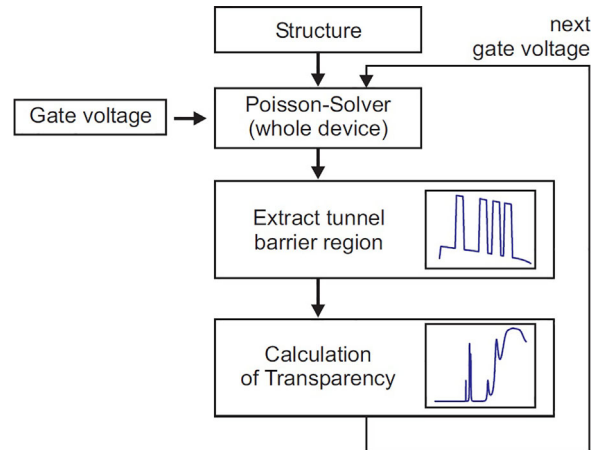 Structure
next
gate voltage
Gate voltage
Poisson-Solver
(whole device)
Extract tunnel
barrier region
Calculation
of Transparency